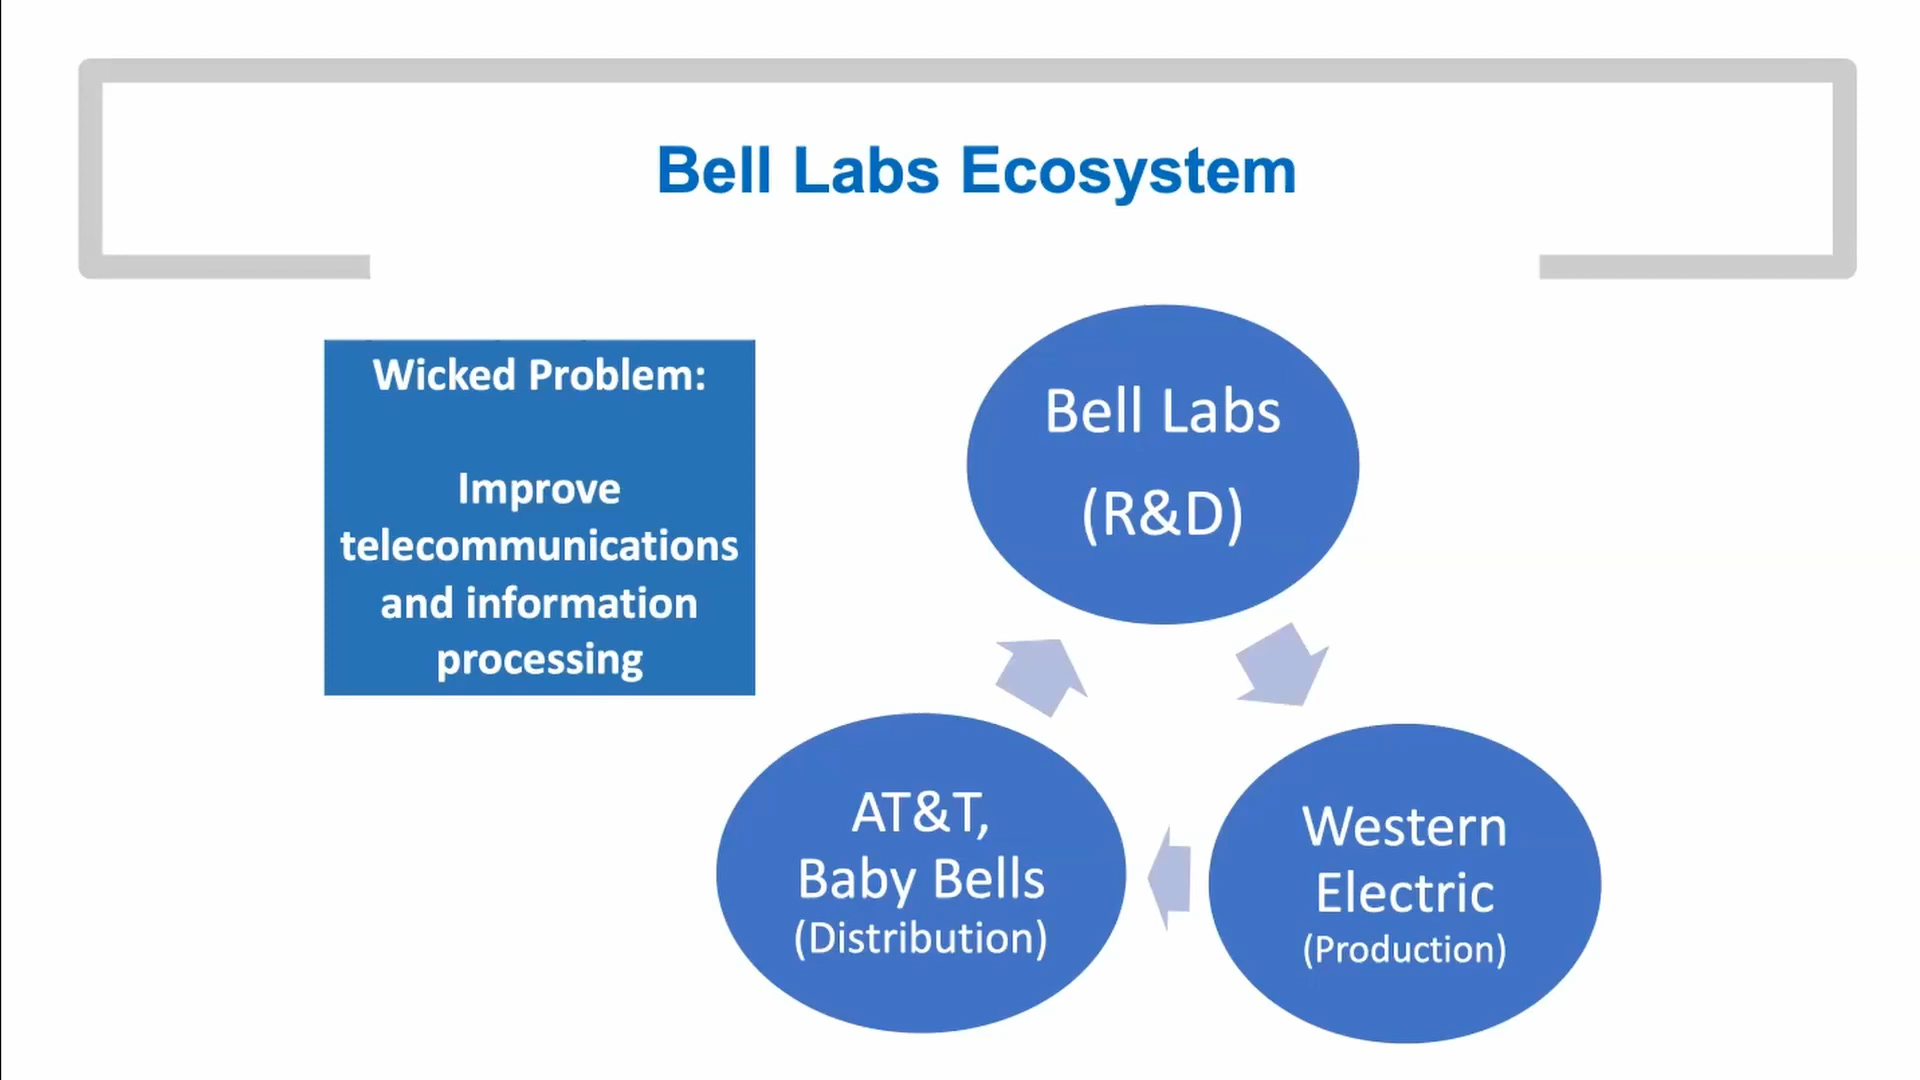 Bell Labs Ecosystem
Wicked Problem:
Improve
telecommunications
and information
processing
Bell Labs
(R&D)
AT&T,
Baby Bells
(Distribution)
Western
Electric
(Production)